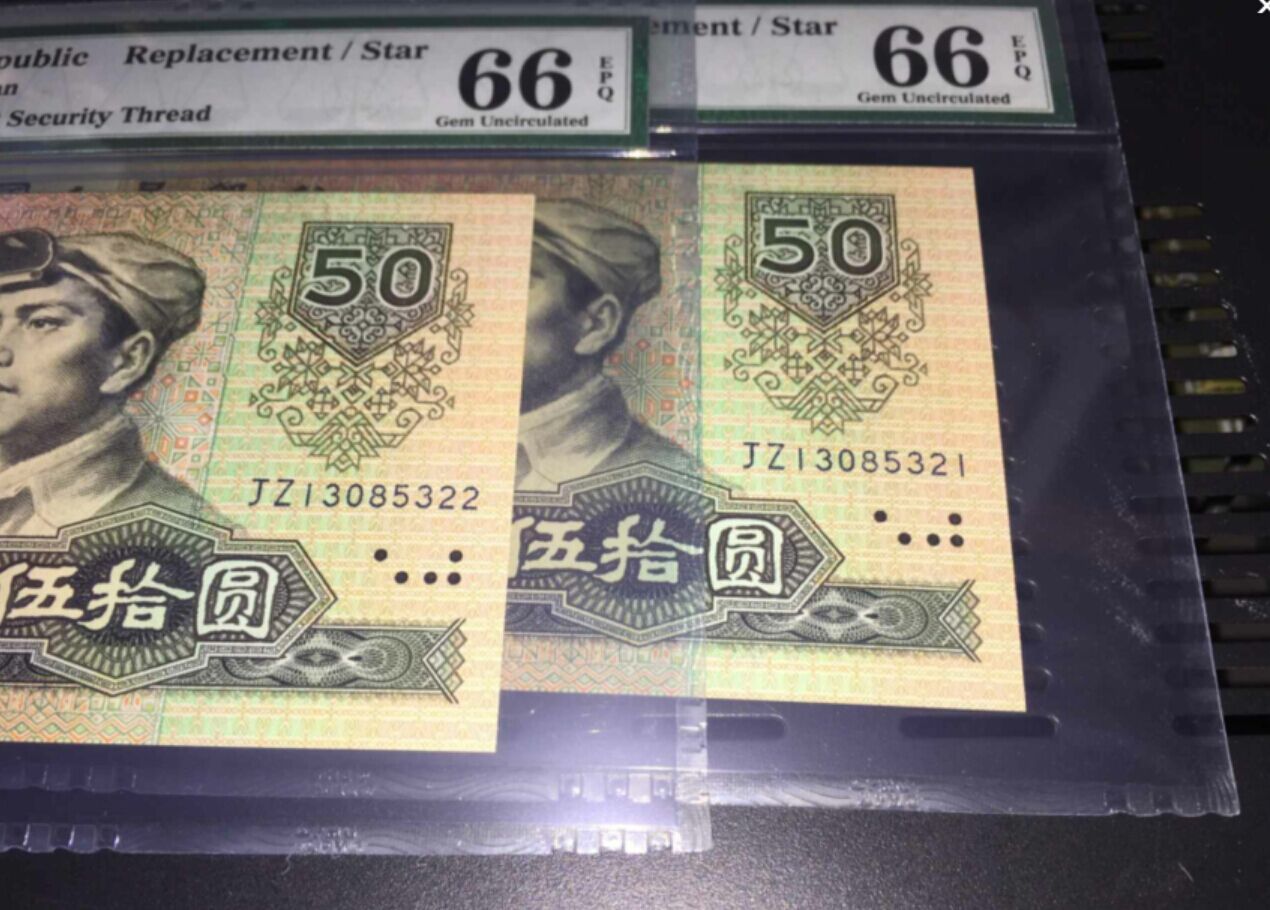 public Replacement / Star
Security Thread
66
EPQ
Gem Uncirculated
/ Star
66
EPQ
Gem Uncirculated
50
JZ13085322
伍拾圆
50
JZ13085321
伍拾圆